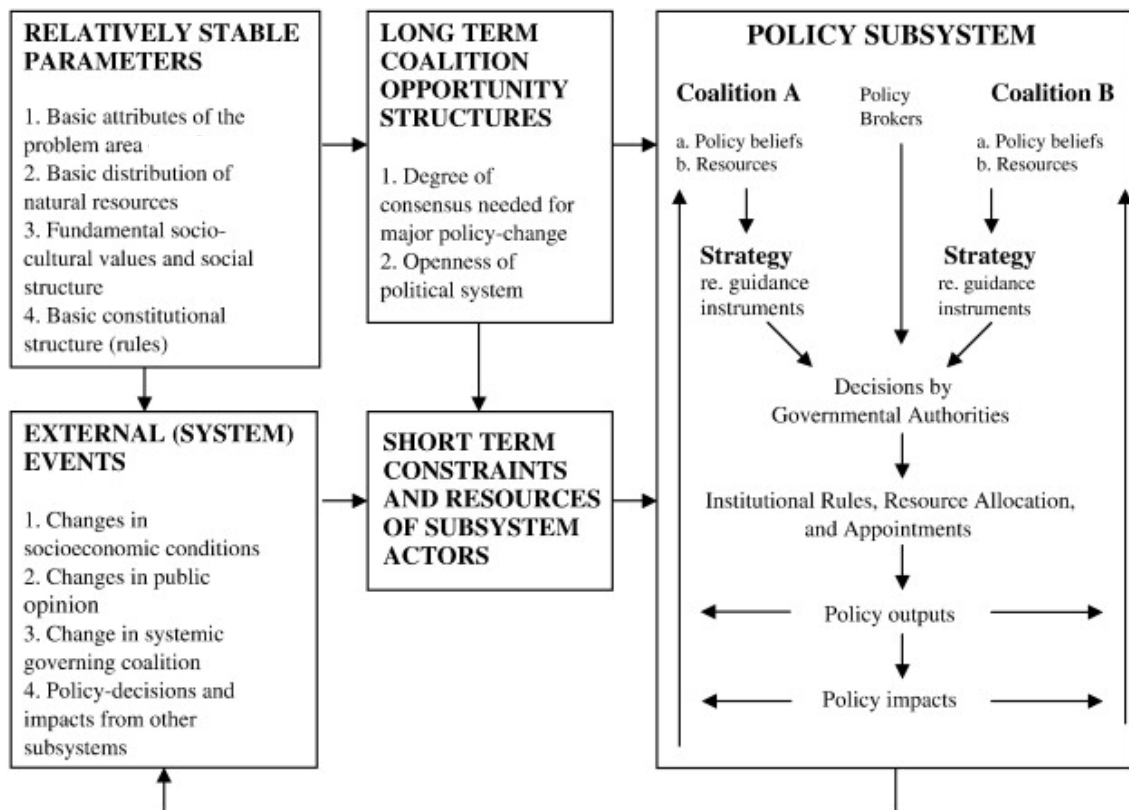 RELATIVELY STABLE
PARAMETERS
1. Basic attributes of the
problem area
2. Basic distribution of
natural resources
3. Fundamental socio-
cultural values and social
structure
4. Basic constitutional
structure (rules)
LONG TERM
COALITION
OPPORTUNITY
STRUCTURES
1. Degree of
consensus needed for
major policy-change
2. Openness of
political system
EXTERNAL (SYSTEM)
EVENTS
1. Changes in
socioeconomic conditions
2. Changes in public
opinion
3. Change in systemic
governing coalition
4. Policy-decisions and
impacts from other
subsystems
SHORT TERM
CONSTRAINTS
AND RESOURCES
OF SUBSYSTEM
ACTORS
POLICY SUBSYSTEM
Coalition A
a. Policy beliefs
b. Resources
Strategy
re. guidance
instruments
Policy
Brokers
Coalition B
a. Policy beliefs
b. Resources
Strategy
re. guidance
instruments
Decisions by
Governmental Authorities
Institutional Rules, Resource Allocation,
and Appointments
Policy outputs
Policy impacts